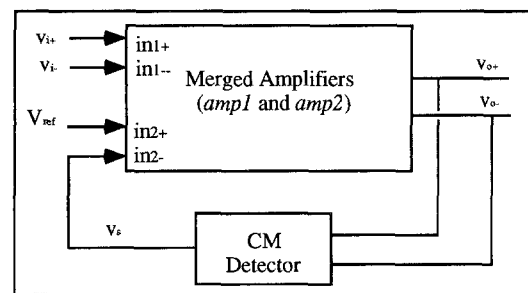 Vi+
Vi-
Vref
in1+
in1--
in2+
in2-
Merged Amplifiers
(amp1 and amp2)
Vo+
Vo-
Vs
CM
Detector